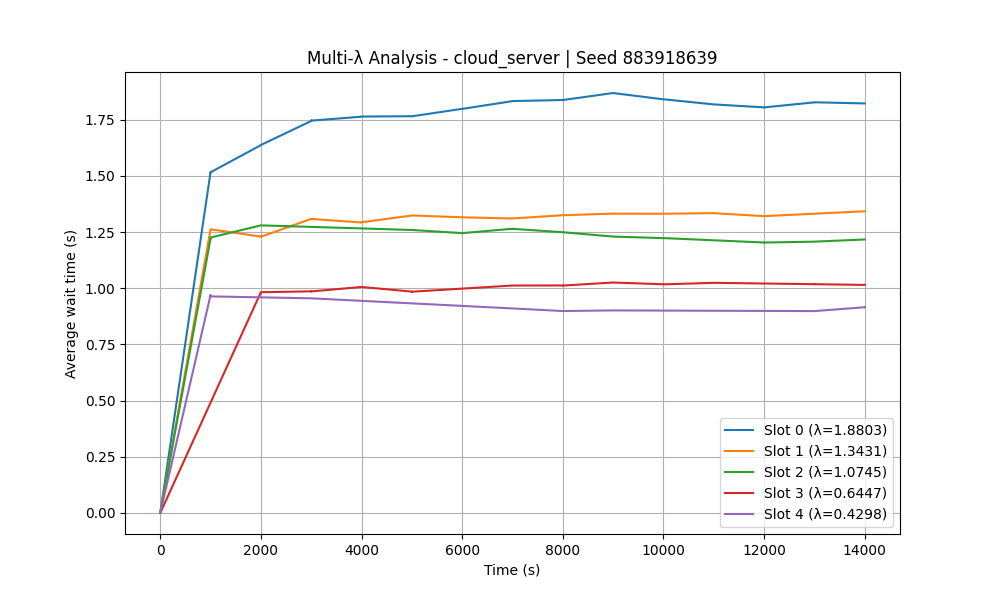 Multi-λ Analysis - cloud_server | Seed 883918639
Average wait time (s)
1.75
1.50
1.25
1.00
0.75
0.50
0.25
0.00
0 2000 4000 6000 8000 10000 12000 14000
Time (s)
Slot 0 (λ=1.8803)
Slot 1 (λ=1.3431)
Slot 2 (λ=1.0745)
Slot 3 (λ=0.6447)
Slot 4 (λ=0.4298)